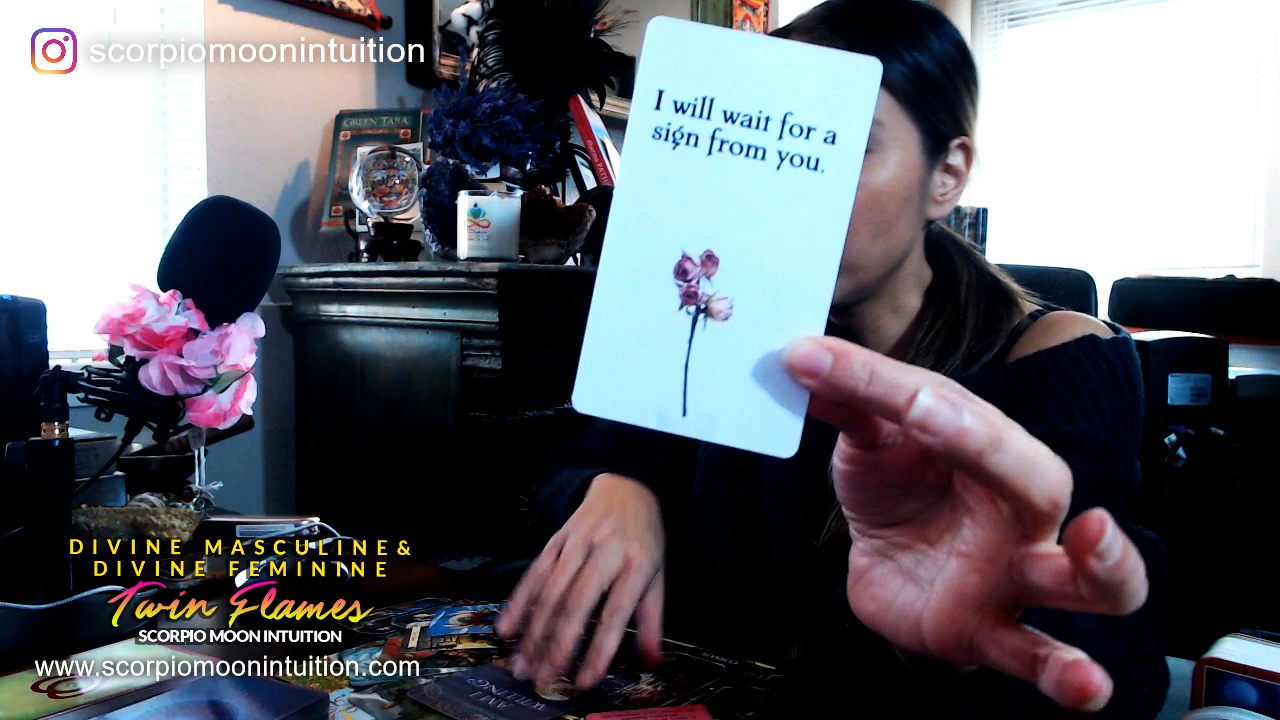 scorpiomoonintuition
GREEN TARA
I will wait for a
sign from you.
DIVINE MASCULINE&
DIVINE FEMININE
Twin Flames
SCORPIO MOON INTUITION
www.scorpiomoonintuition.com